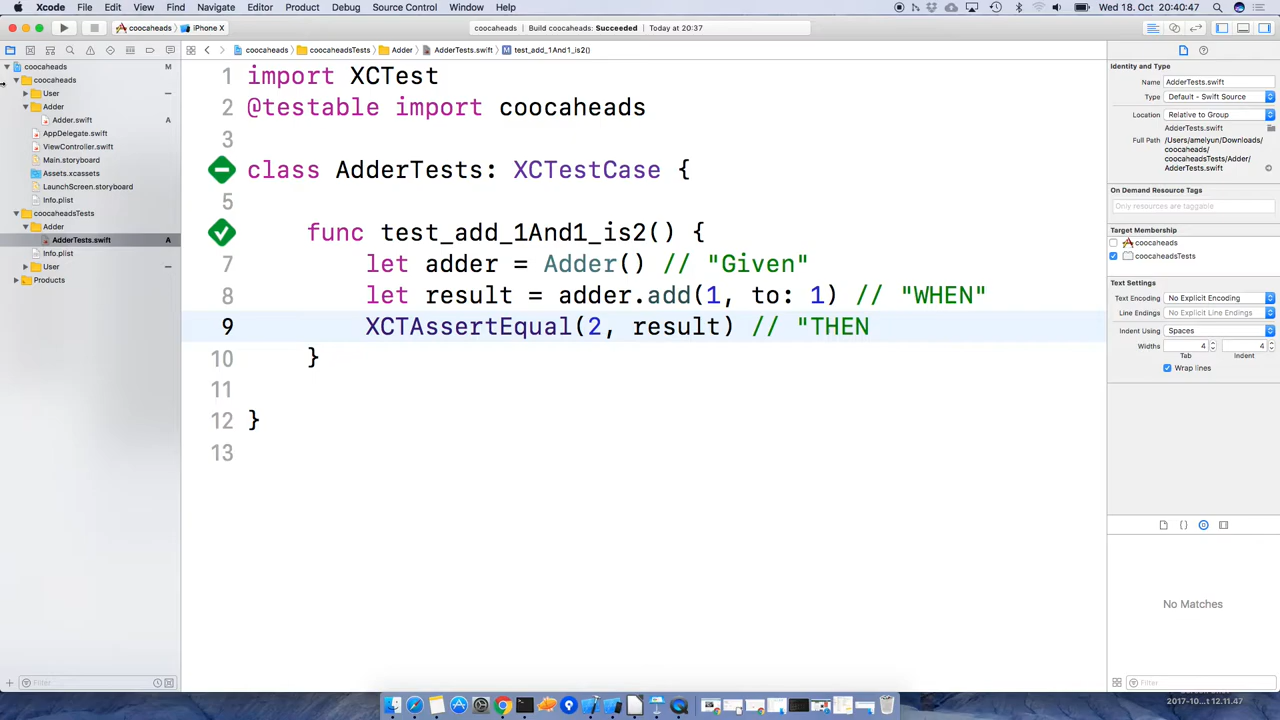 Xcode File Edit View Find Navigate Editor Product Debug Source Control Window Help Wed 18. Oct 20:40:47
coocaheads iPhone X coocaheads | Build coocaheads: Succeeded | Today at 20:37
coocaheads coocaheadsTests Adder AdderTests.swift M test_add_1And1_is2()
coocaheads M
coocaheads
User
Adder
Adder.swift A
AppDelegate.swift
ViewController.swift
Main.storyboard
Assets.xcassets
LaunchScreen.storyboard
Info.plist
coocaheadsTests
Adder
AdderTests.swift A
Info.plist
User
Products
Filter
1 import XCTest
2 @testable import coocaheads
3
class AdderTests: XCTestCase {
5
func test_add_1And1_is2() {
7 let adder = Adder() // "Given"
8 let result = adder.add(1, to: 1) // "WHEN"
9 XCTAssertEqual(2, result) // "THEN
10 }
11
12 }
13
Identity and Type
Name AdderTests.swift
Type Default - Swift Source
Location Relative to Group
AdderTests.swift
Full Path /Users/amelyun/Downloads/
coocaheads/
coocaheadsTests/Adder/
AdderTests.swift
On Demand Resource Tags
Only resources are taggable
Target Membership
coocaheads
coocaheadsTests
Text Settings
Text Encoding No Explicit Encoding
Line Endings No Explicit Line Endings
Indent Using Spaces
Widths 4 4
Tab Indent
Wrap lines
{ }
No Matches
Filter
2017-10...t 12.11.47